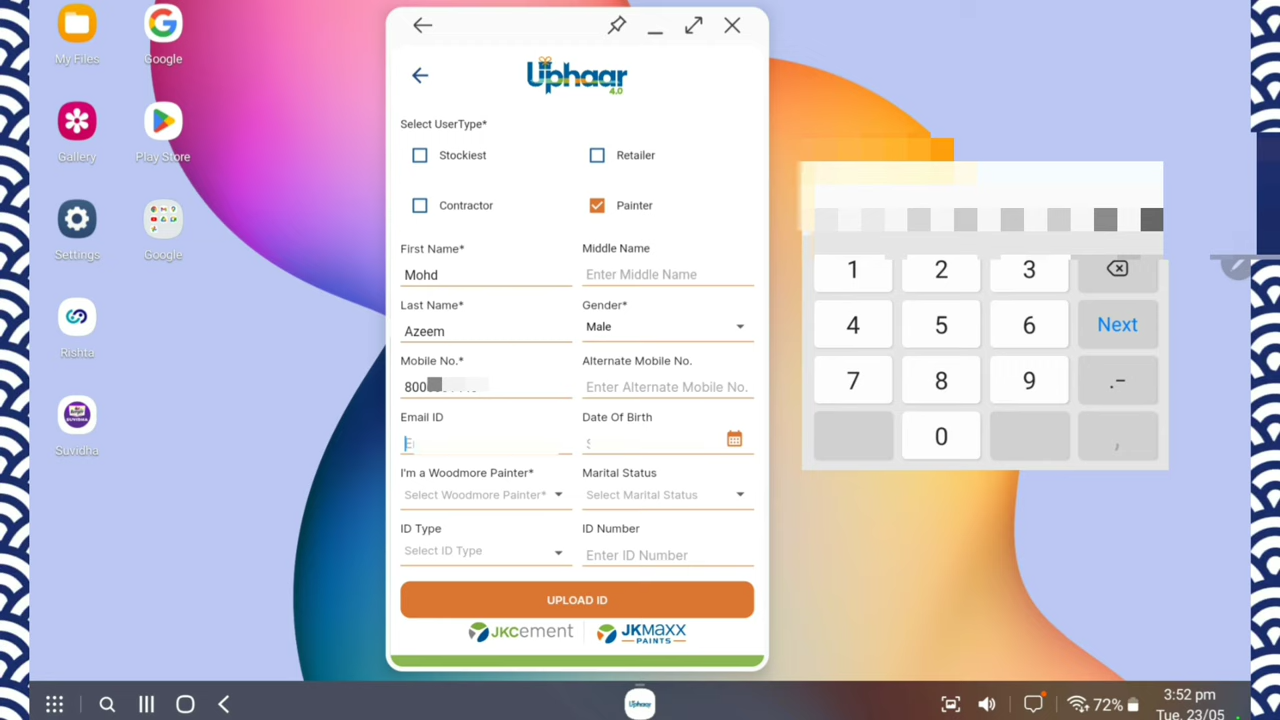 My Files
Google
Gallery
Play Store
Settings
Google
Rishta
Suvidha
Uphaar
4.0
Select UserType*
Stockiest
Retailer
Contractor
Painter
First Name*
Middle Name
Mohd
Enter Middle Name
Last Name*
Gender*
Azeem
Male
Mobile No.*
Alternate Mobile No.
800
Enter Alternate Mobile No.
Email ID
Date Of Birth
I'm a Woodmore Painter*
Marital Status
Select Woodmore Painter*
Select Marital Status
ID Type
ID Number
Select ID Type
Enter ID Number
UPLOAD ID
JKCement
JKMAXX
PAINTS
1 2 3
4 5 6 Next
7 8 9 .-
0 ,
Uphaar
72%
3:52 pm
Tue, 23/05